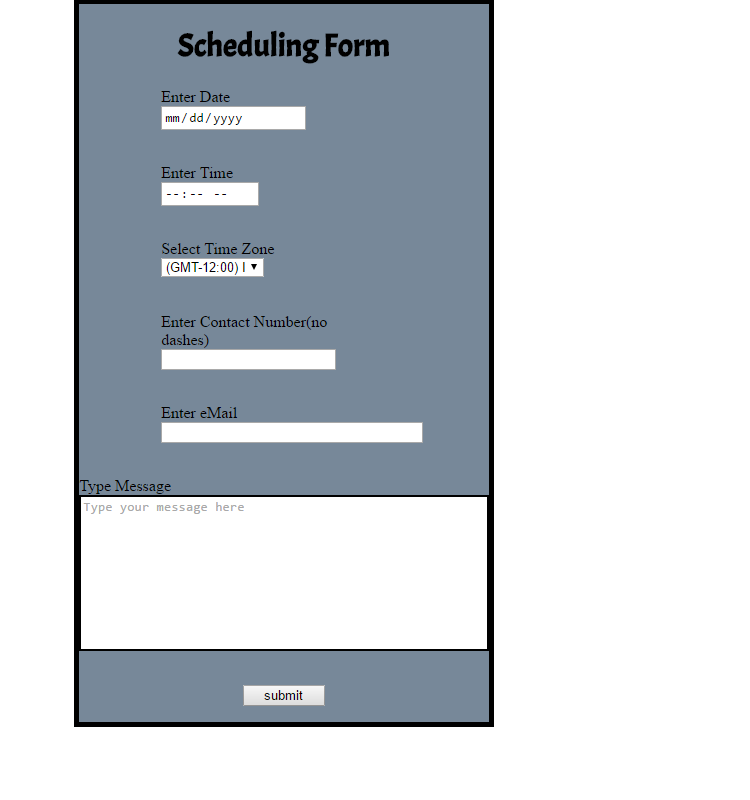 Scheduling Form
Enter Date
mm/dd/yyyy
Enter Time
--:-- --
Select Time Zone
(GMT-12:00) I
Enter Contact Number(no
dashes)
Enter eMail
Type Message
Type your message here
submit